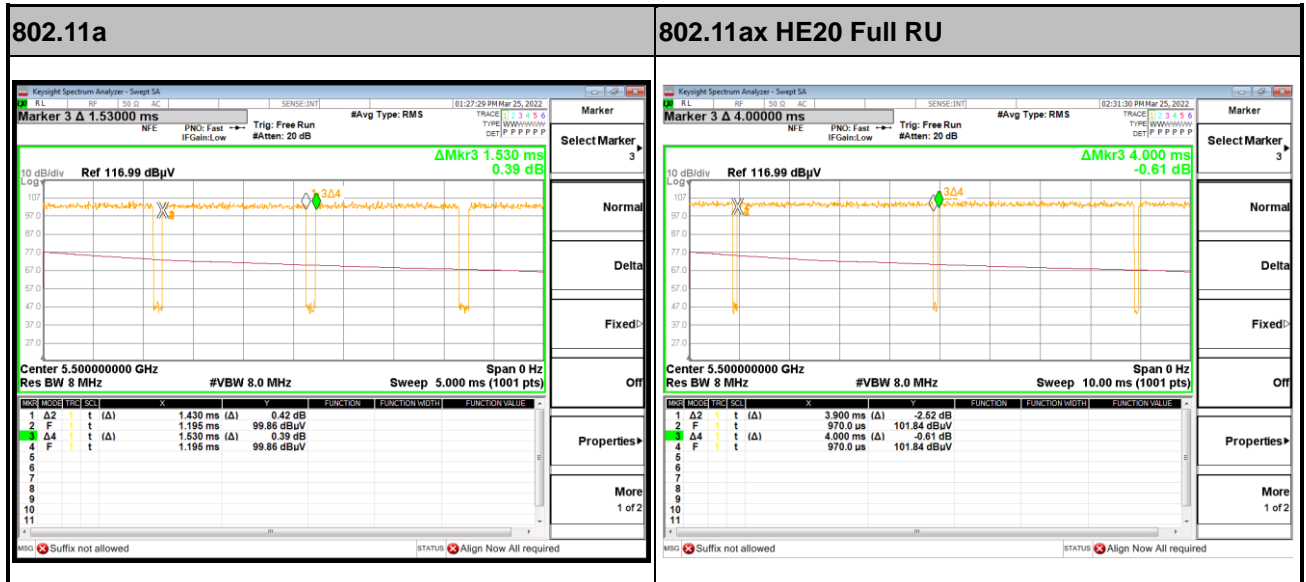 802.11a
802.11ax HE20 Full RU
Keysight Spectrum Analyzer - Swept SA
RL RF 50 Ω AC SENSE:INT 01:27:29 PM Mar 25, 2022
Marker 3 Δ 1.53000 ms
NFE PNO: Fast IFGain:Low Trig: Free Run #Atten: 20 dB #Avg Type: RMS
TRACE 1 2 3 4 5 6
TYPE
DET P P P P P P
ΔMkr3 1.530 ms
0.39 dB
10 dB/div Ref 116.99 dBµV
Log
107
97.0
87.0
77.0
67.0
57.0
47.0
37.0
27.0
3Δ4
Center 5.500000000 GHz Span 0 Hz
Res BW 8 MHz #VBW 8.0 MHz Sweep 5.000 ms (1001 pts)
MKR MODE TRC SCL X Y FUNCTION FUNCTION WIDTH FUNCTION VALUE
1 Δ2 1 t (Δ) 1.430 ms (Δ) 0.42 dB
2 F 1 t 1.195 ms 99.86 dBµV
3 Δ4 1 t (Δ) 1.530 ms (Δ) 0.39 dB
4 F 1 t 1.195 ms 99.86 dBµV
5
6
7
8
9
10
11
MSG Suffix not allowed STATUS Align Now All required
Marker
Select Marker
3
Normal
Delta
Fixed
Off
Properties
More
1 of 2
Keysight Spectrum Analyzer - Swept SA
RL RF 50 Ω AC SENSE:INT 02:31:30 PM Mar 25, 2022
Marker 3 Δ 4.00000 ms
NFE PNO: Fast IFGain:Low Trig: Free Run #Atten: 20 dB #Avg Type: RMS
TRACE 1 2 3 4 5 6
TYPE
DET P P P P P P
ΔMkr3 4.000 ms
-0.61 dB
10 dB/div Ref 116.99 dBµV
Log
107
97.0
87.0
77.0
67.0
57.0
47.0
37.0
27.0
3Δ4
Center 5.500000000 GHz Span 0 Hz
Res BW 8 MHz #VBW 8.0 MHz Sweep 10.00 ms (1001 pts)
MKR MODE TRC SCL X Y FUNCTION FUNCTION WIDTH FUNCTION VALUE
1 Δ2 1 t (Δ) 3.900 ms (Δ) -2.52 dB
2 F 1 t 970.0 µs 101.84 dBµV
3 Δ4 1 t (Δ) 4.000 ms (Δ) -0.61 dB
4 F 1 t 970.0 µs 101.84 dBµV
5
6
7
8
9
10
11
MSG Suffix not allowed STATUS Align Now All required
Marker
Select Marker
3
Normal
Delta
Fixed
Off
Properties
More
1 of 2